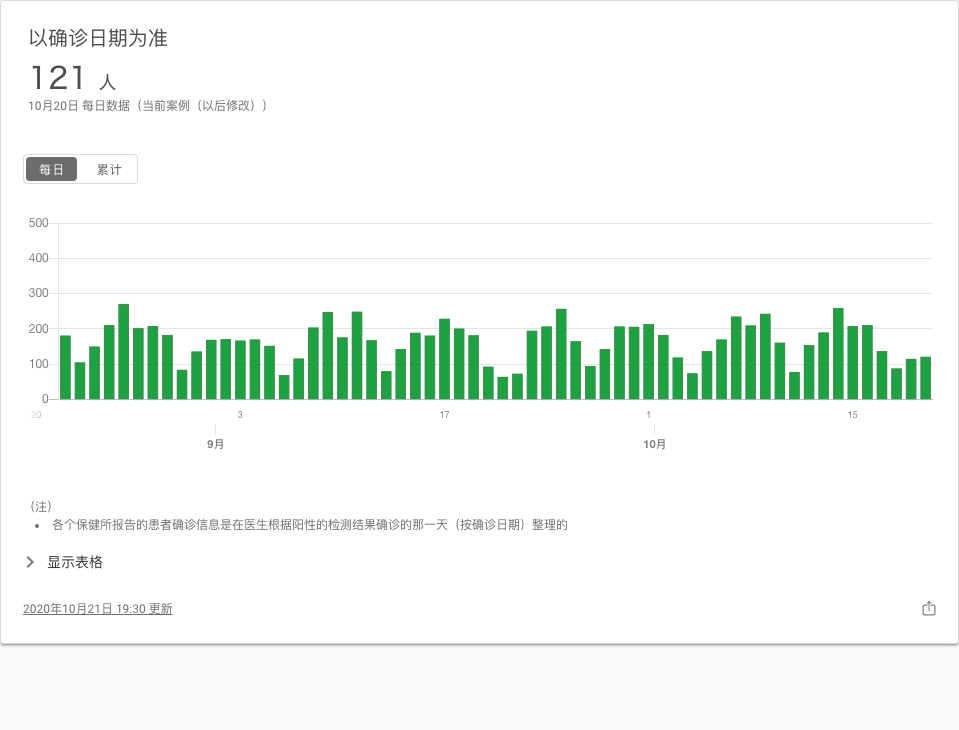 以确诊日期为准
121 人
10月20日 每日数据（当前案例（以后修改））
每日 累计
500
400
300
200
100
0
20 3 17 1 15
9月 10月
（注）
• 各个保健所报告的患者确诊信息是在医生根据阳性的检测结果确诊的那一天（按确诊日期）整理的
显示表格
2020年10月21日 19:30 更新